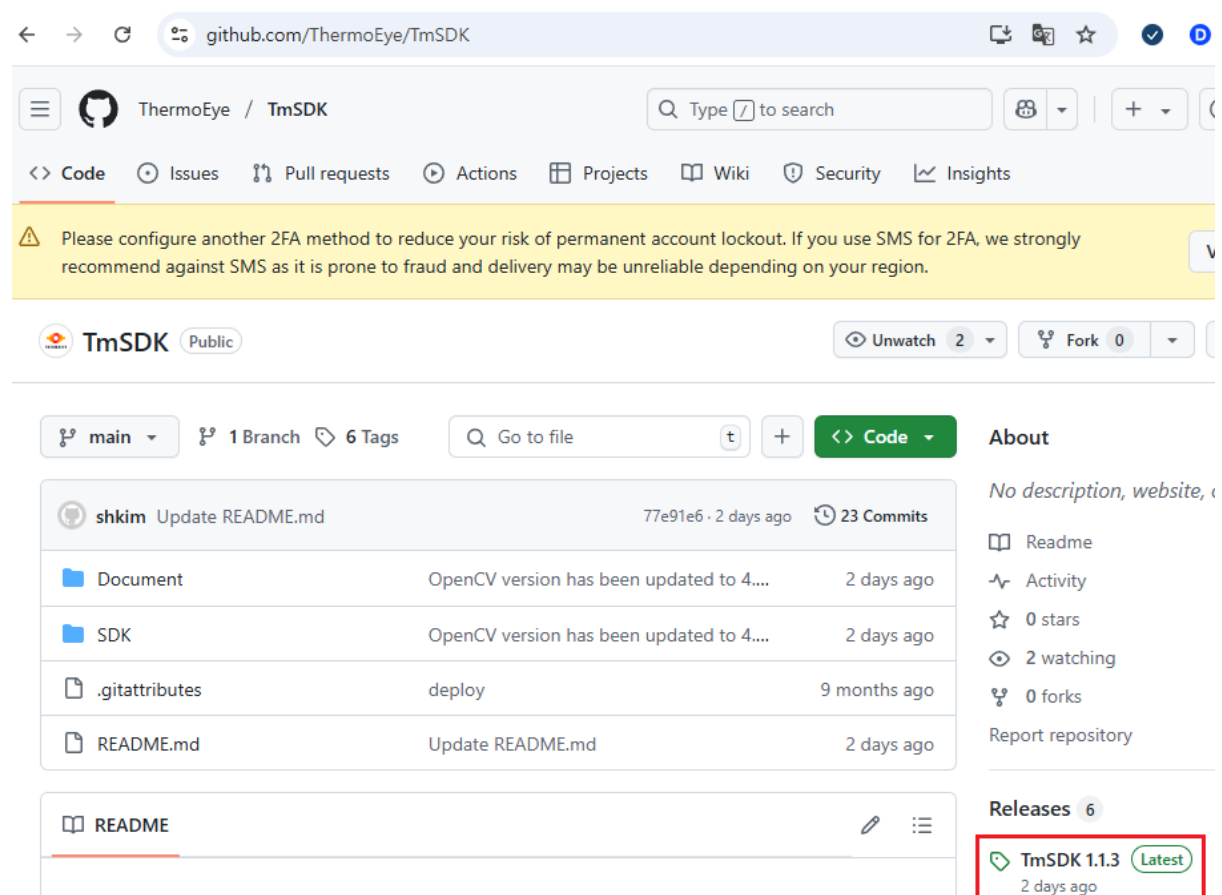 github.com/ThermoEye/TmSDK
D
ThermoEye / TmSDK
Type / to search
Code Issues Pull requests Actions Projects Wiki Security Insights
Please configure another 2FA method to reduce your risk of permanent account lockout. If you use SMS for 2FA, we strongly
recommend against SMS as it is prone to fraud and delivery may be unreliable depending on your region.
TmSDK Public
Unwatch 2 Fork 0
main 1 Branch 6 Tags Go to file t + Code
About
No description, website,
shkim Update README.md 77e91e6 · 2 days ago 23 Commits
Document OpenCV version has been updated to 4.... 2 days ago
SDK OpenCV version has been updated to 4.... 2 days ago
.gitattributes deploy 9 months ago
README.md Update README.md 2 days ago
Readme
Activity
0 stars
2 watching
0 forks
Report repository
README
Releases 6
TmSDK 1.1.3 Latest
2 days ago